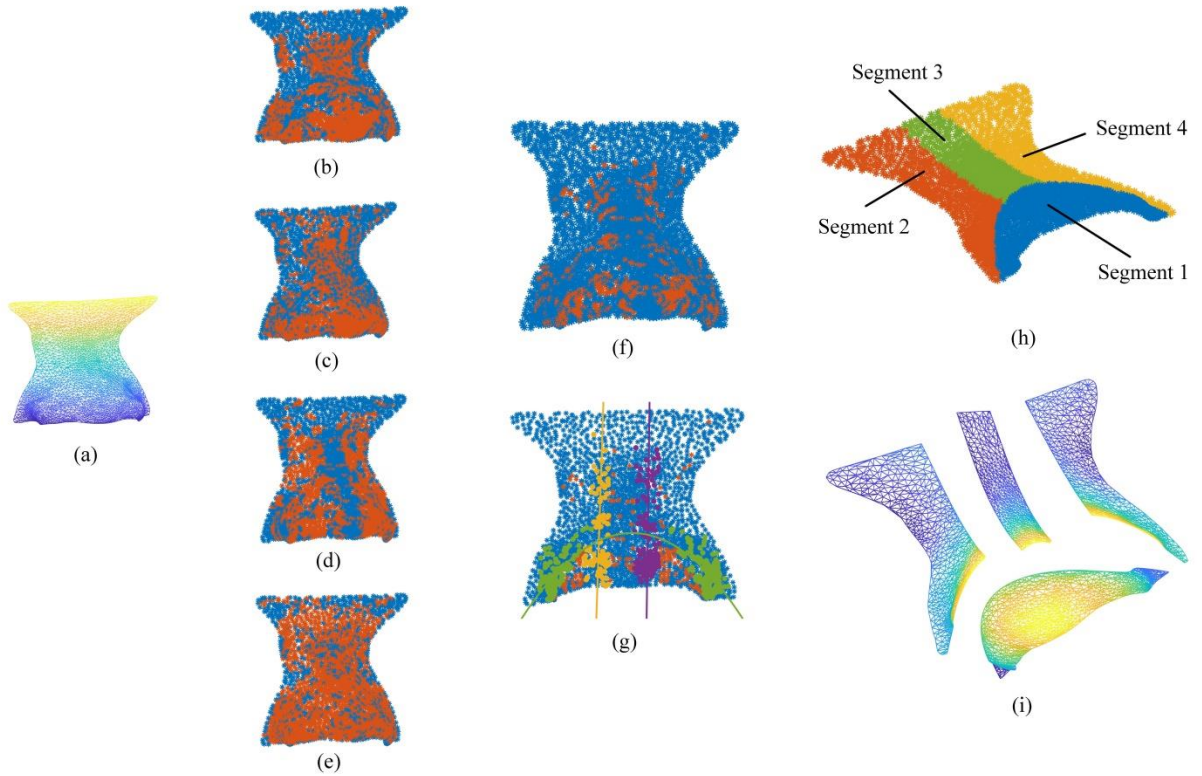 (a)
(b)
(c)
(d)
(e)
(f)
(g)
Segment 3
Segment 4
Segment 2
Segment 1
(h)
(i)